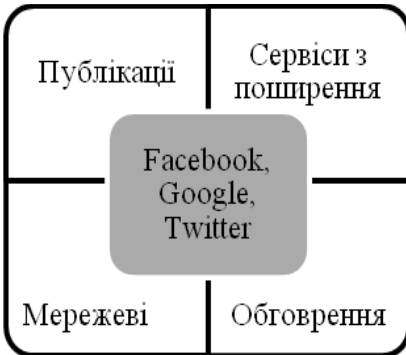 Публікації
Сервіси з
поширення
Facebook,
Google,
Twitter
Мережеві
Обговрення